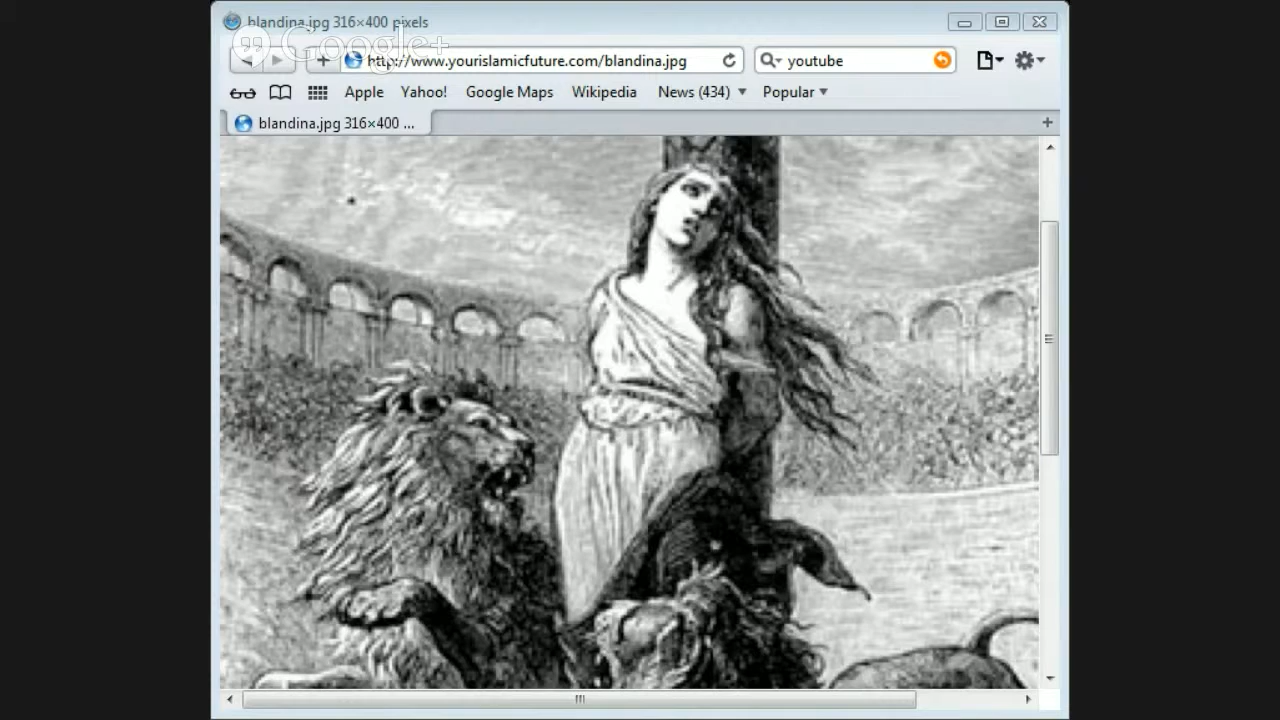 blandina.jpg 316×400 pixels
Google+
http://www.yourislamicfuture.com/blandina.jpg
youtube
Apple
Yahoo!
Google Maps
Wikipedia
News (434)
Popular
blandina.jpg 316×400 ...